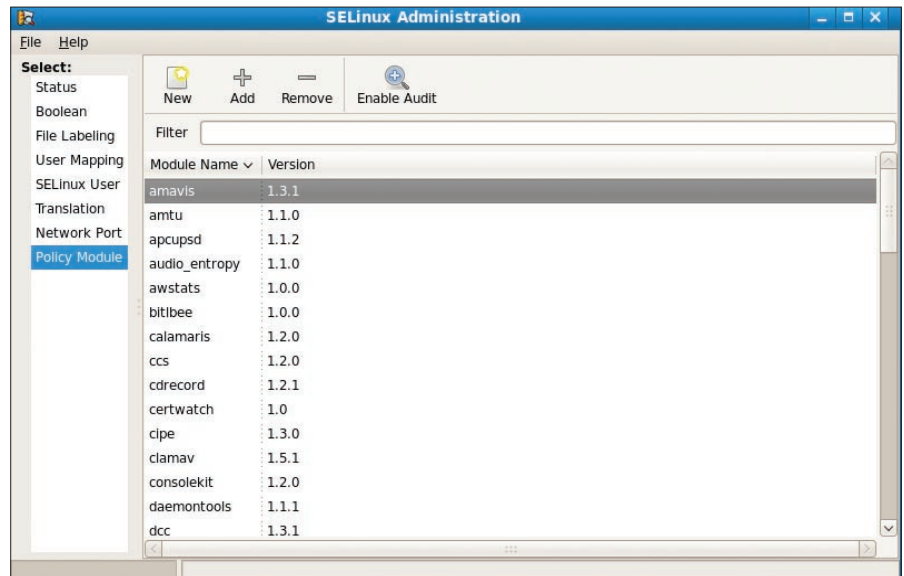 SELinux Administration
File Help
Select:
Status
Boolean
File Labeling
User Mapping
SELinux User
Translation
Network Port
Policy Module
New Add Remove Enable Audit
Filter
Module Name Version
amavis 1.3.1
amtu 1.1.0
apcupsd 1.1.2
audio_entropy 1.1.0
awstats 1.0.0
bitlbee 1.0.0
calamaris 1.2.0
ccs 1.2.0
cdrecord 1.2.1
certwatch 1.0
cipe 1.3.0
clamav 1.5.1
consolekit 1.2.0
daemontools 1.1.1
dcc 1.3.1